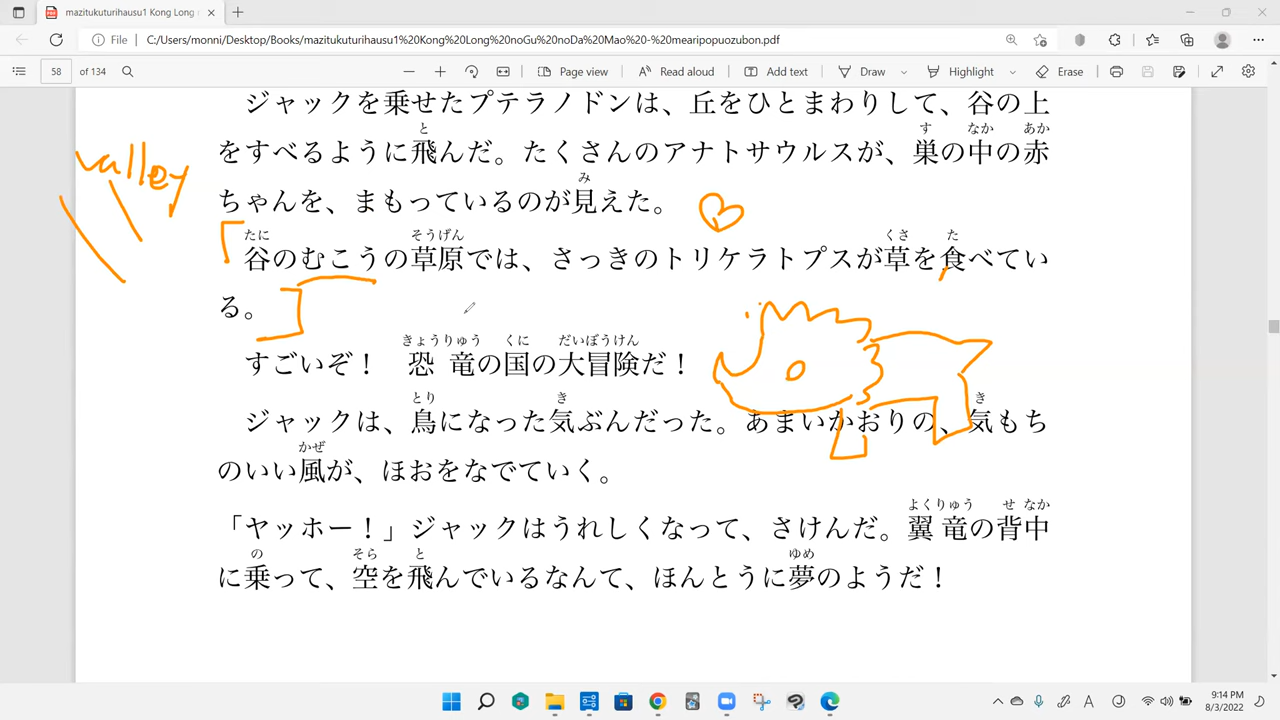 mazitukuturihausu1 Kong Long
File
C:/Users/monni/Desktop/Books/mazitukuturihausu1%20Kong%20Long%20noGu%20noDa%20Mao%20-%20mearipopuozubon.pdf
58 of 134
Page view
Read aloud
Add text
Draw
Highlight
Erase
ジャックを乗せたプテラノドンは、丘をひとまわりして、谷の上
と す なか あか
をすべるように飛んだ。たくさんのアナトサウルスが、巣の中の赤
valley
み
ちゃんを、まもっているのが見えた。
たに そうげん くさ た
谷のむこうの草原では、さっきのトリケラトプスが草を食べてい
る。
きょうりゅう くに だいぼうけん
すごいぞ！ 恐竜の国の大冒険だ！
とり き き
ジャックは、鳥になった気ぶんだった。あまいかおりの、気もち
かぜ
のいい風が、ほおをなでていく。
よくりゅう せ なか
「ヤッホー！」ジャックはうれしくなって、さけんだ。翼竜の背中
の そら と ゆめ
に乗って、空を飛んでいるなんて、ほんとうに夢のようだ！
9:14 PM
8/3/2022